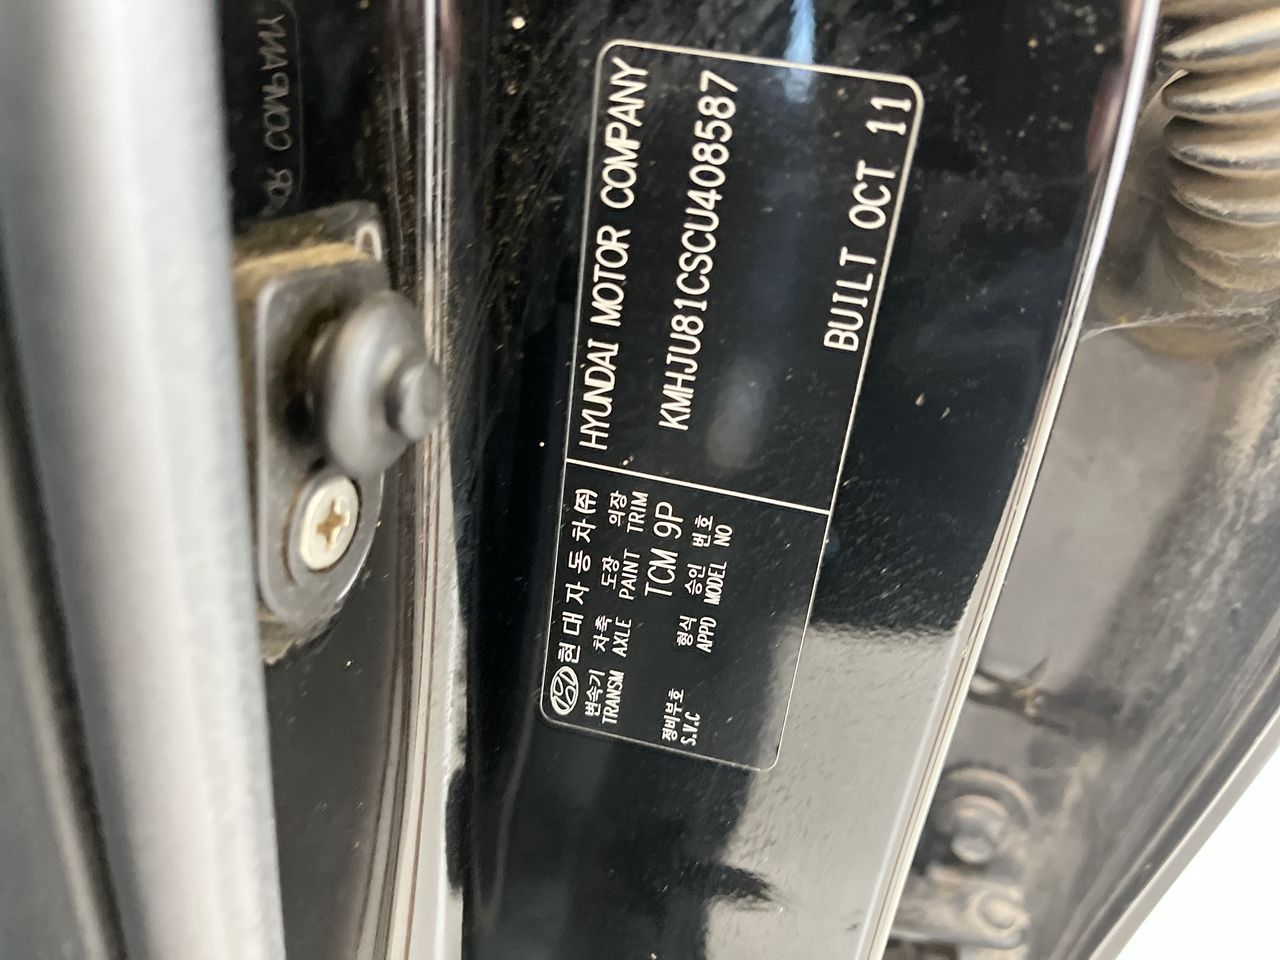 현대자동차(주)
변속기 차축 도장 의장
TRANSM AXLE PAINT TRIM
TCM 9P
정비부호 형식 승인 번호
S.V.C APPD MODEL NO
HYUNDAI MOTOR COMPANY
KMHJU81CSCU408587
BUILT OCT 11